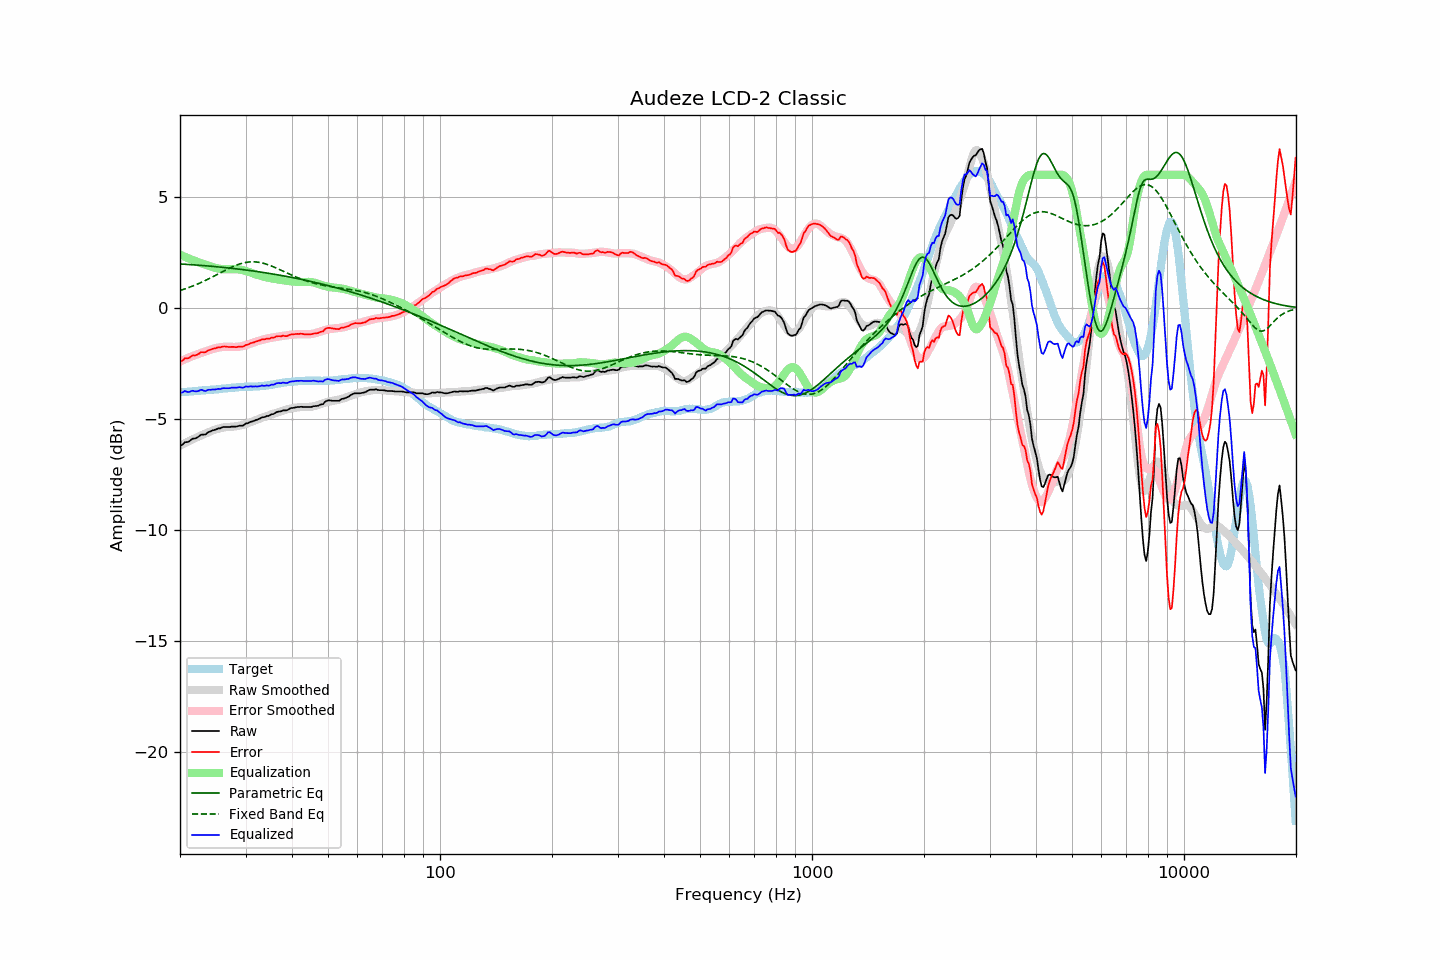 Audeze LCD-2 Classic
Amplitude (dBr)
5
0
−5
−10
−15
−20
Target
Raw Smoothed
Error Smoothed
Raw
Error
Equalization
Parametric Eq
Fixed Band Eq
Equalized
100
1000
10000
Frequency (Hz)